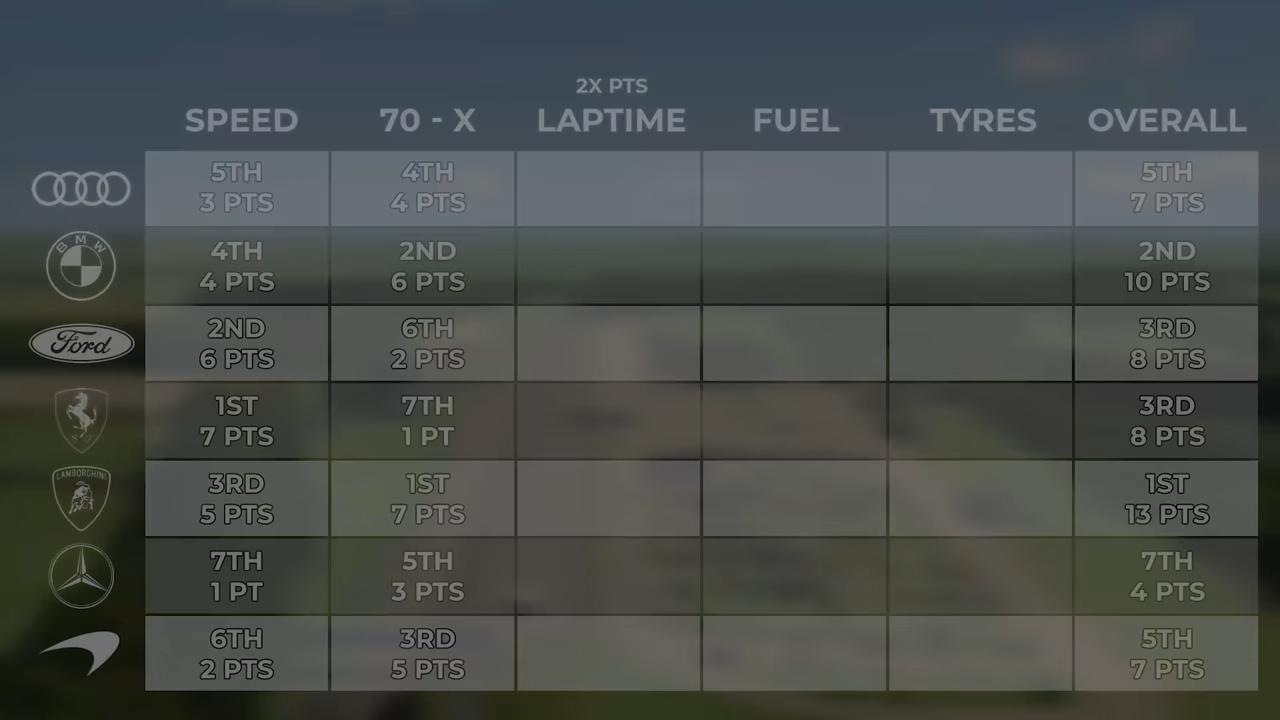 2X PTS
SPEED 70 - X LAPTIME FUEL TYRES OVERALL
5TH 4TH 5TH
3 PTS 4 PTS 7 PTS
BMW
4TH 2ND 2ND
4 PTS 6 PTS 10 PTS
Ford
2ND 6TH 3RD
6 PTS 2 PTS 8 PTS
1ST 7TH 3RD
7 PTS 1 PT 8 PTS
LAMBORGHINI
3RD 1ST 1ST
5 PTS 7 PTS 13 PTS
7TH 5TH 7TH
1 PT 3 PTS 4 PTS
6TH 3RD 5TH
2 PTS 5 PTS 7 PTS